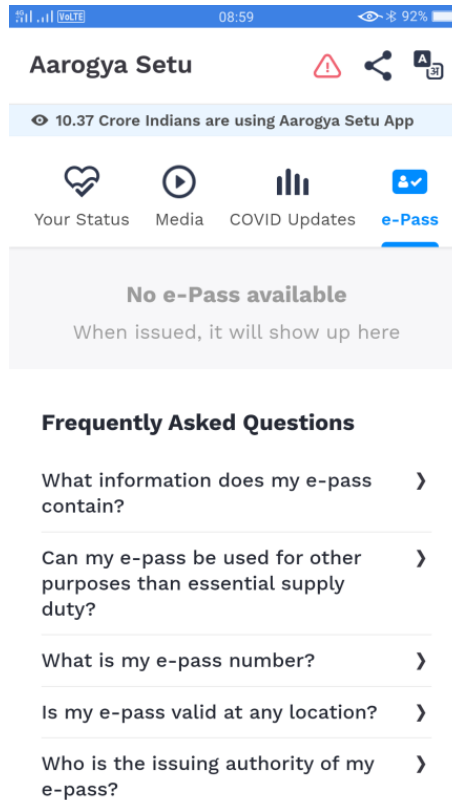 4G VoLTE 08:59 92%
Aarogya Setu A अ
10.37 Crore Indians are using Aarogya Setu App
Your Status Media COVID Updates e-Pass
No e-Pass available
When issued, it will show up here
Frequently Asked Questions
What information does my e-pass
contain?
Can my e-pass be used for other
purposes than essential supply
duty?
What is my e-pass number?
Is my e-pass valid at any location?
Who is the issuing authority of my
e-pass?